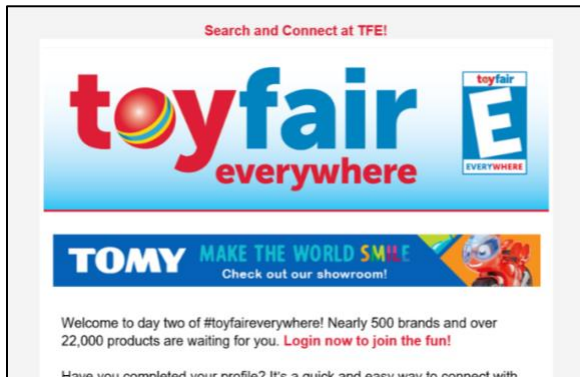 Search and Connect at TFE!
toyfair
everywhere
toyfair
E
EVERYWHERE
TOMY MAKE THE WORLD SMILE
Check out our showroom!
Welcome to day two of #toyfaireverywhere! Nearly 500 brands and over
22,000 products are waiting for you. Login now to join the fun!
Have you completed your profile? It's a quick and easy way to connect with